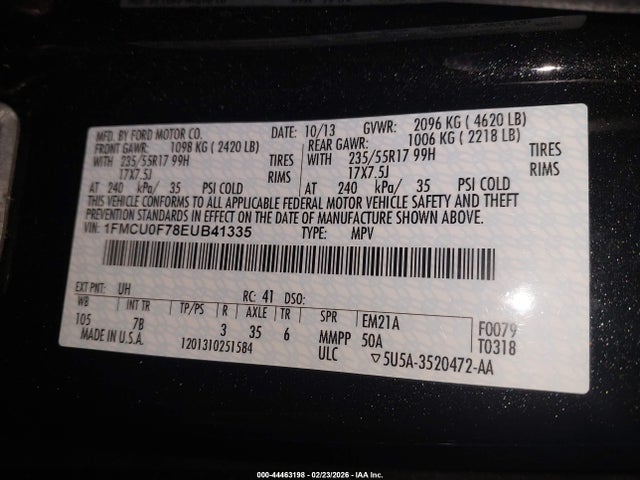 MFD. BY FORD MOTOR CO.
DATE: 10/13 GVWR: 2096 KG ( 4620 LB)
FRONT GAWR: 1098 KG ( 2420 LB) REAR GAWR: 1006 KG ( 2218 LB)
WITH 235/55R17 99H TIRES WITH 235/55R17 99H TIRES
17X7.5J RIMS 17X7.5J RIMS
AT 240 kPa/ 35 PSI COLD AT 240 kPa/ 35 PSI COLD
THIS VEHICLE CONFORMS TO ALL APPLICABLE FEDERAL MOTOR VEHICLE SAFETY AND THEFT
PREVENTION STANDARDS IN EFFECT ON THE DATE OF MANUFACTURE SHOWN ABOVE.
VIN: 1FMCU0F78EUB41335 TYPE: MPV
EXT PNT: UH RC: 41 DSO:
WB INT TR TP/PS R AXLE TR SPR EM21A F0079
105 7B 3 35 6 MMPP 50A T0318
MADE IN U.S.A. 1201310251584 ULC ▽5U5A-3520472-AA
000-44463198 - 02/23/2026 - IAA Inc.